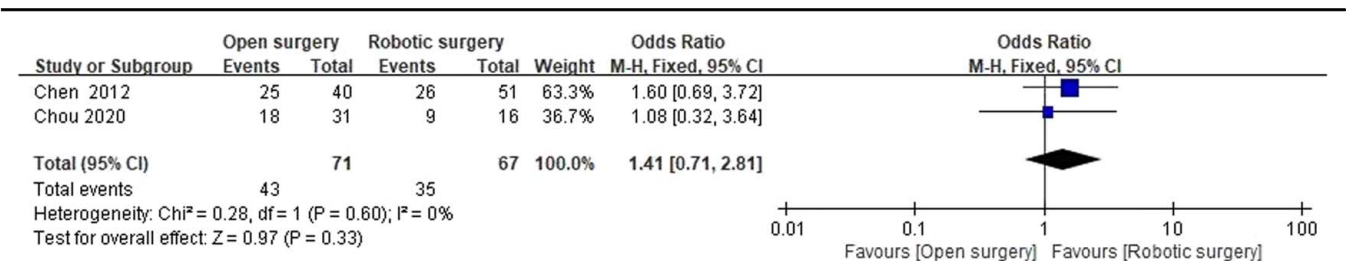 Open surgery Robotic surgery Odds Ratio Odds Ratio
Study or Subgroup Events Total Events Total Weight M-H, Fixed, 95% CI M-H, Fixed, 95% CI
Chen 2012 25 40 26 51 63.3% 1.60 [0.69, 3.72]
Chou 2020 18 31 9 16 36.7% 1.08 [0.32, 3.64]
Total (95% CI) 71 67 100.0% 1.41 [0.71, 2.81]
Total events 43 35
Heterogeneity: Chi² = 0.28, df = 1 (P = 0.60); I² = 0%
Test for overall effect: Z = 0.97 (P = 0.33)
0.01 0.1 1 10 100
Favours [Open surgery] Favours [Robotic surgery]